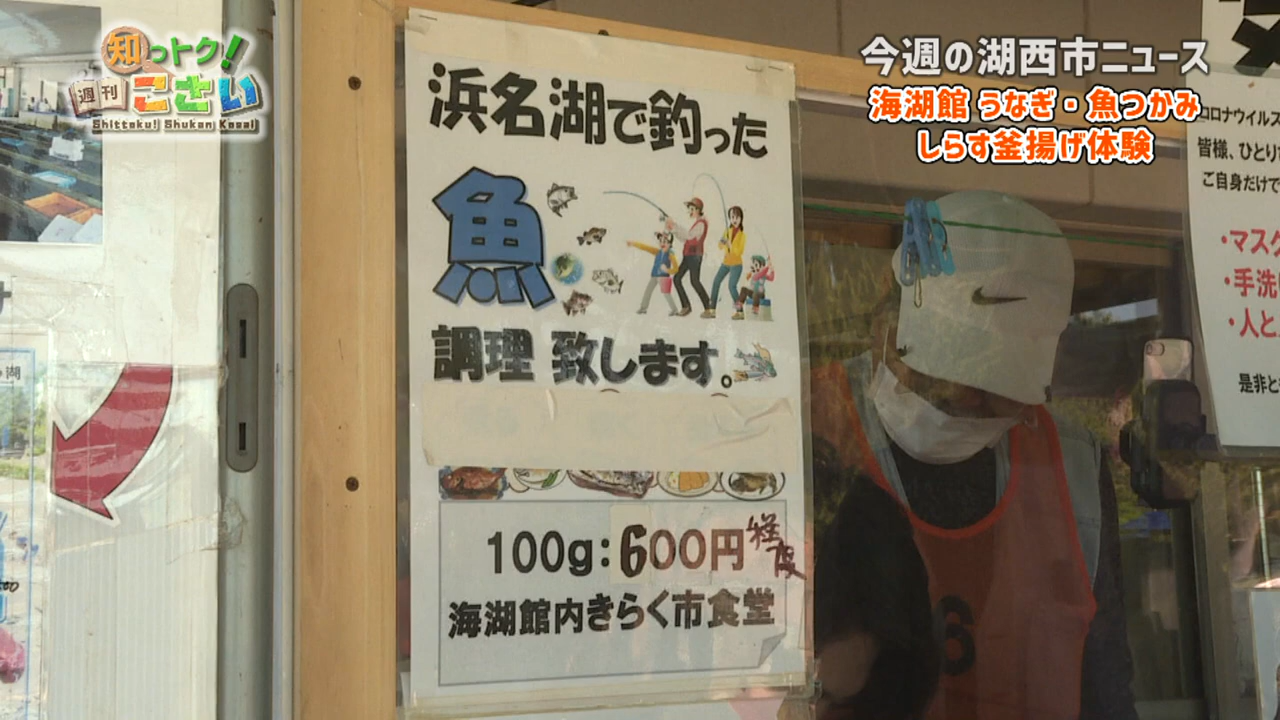 知っトク!
週刊 こさい
Shittoku! Shukan Kosai
今週の湖西市ニュース
海湖館 うなぎ・魚つかみ
しらす釜揚げ体験
浜名湖で釣った
魚
調理 致します。
100g:600円程度
海湖館内きらく市食堂
コロナウイルス
皆様、ひとり
ご自身だけで
・マスク
・手洗
・人と
是非と
湖
6